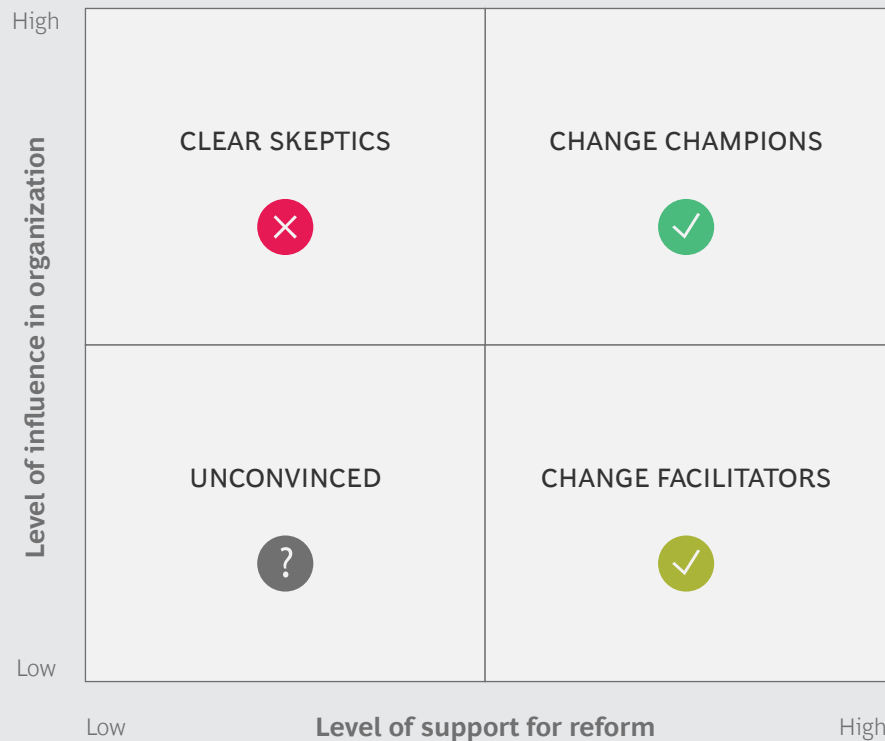 High
CLEAR SKEPTICS
CHANGE CHAMPIONS
Level of influence in organization
UNCONVINCED
CHANGE FACILITATORS
?
Low
Low
Level of support for reform
High